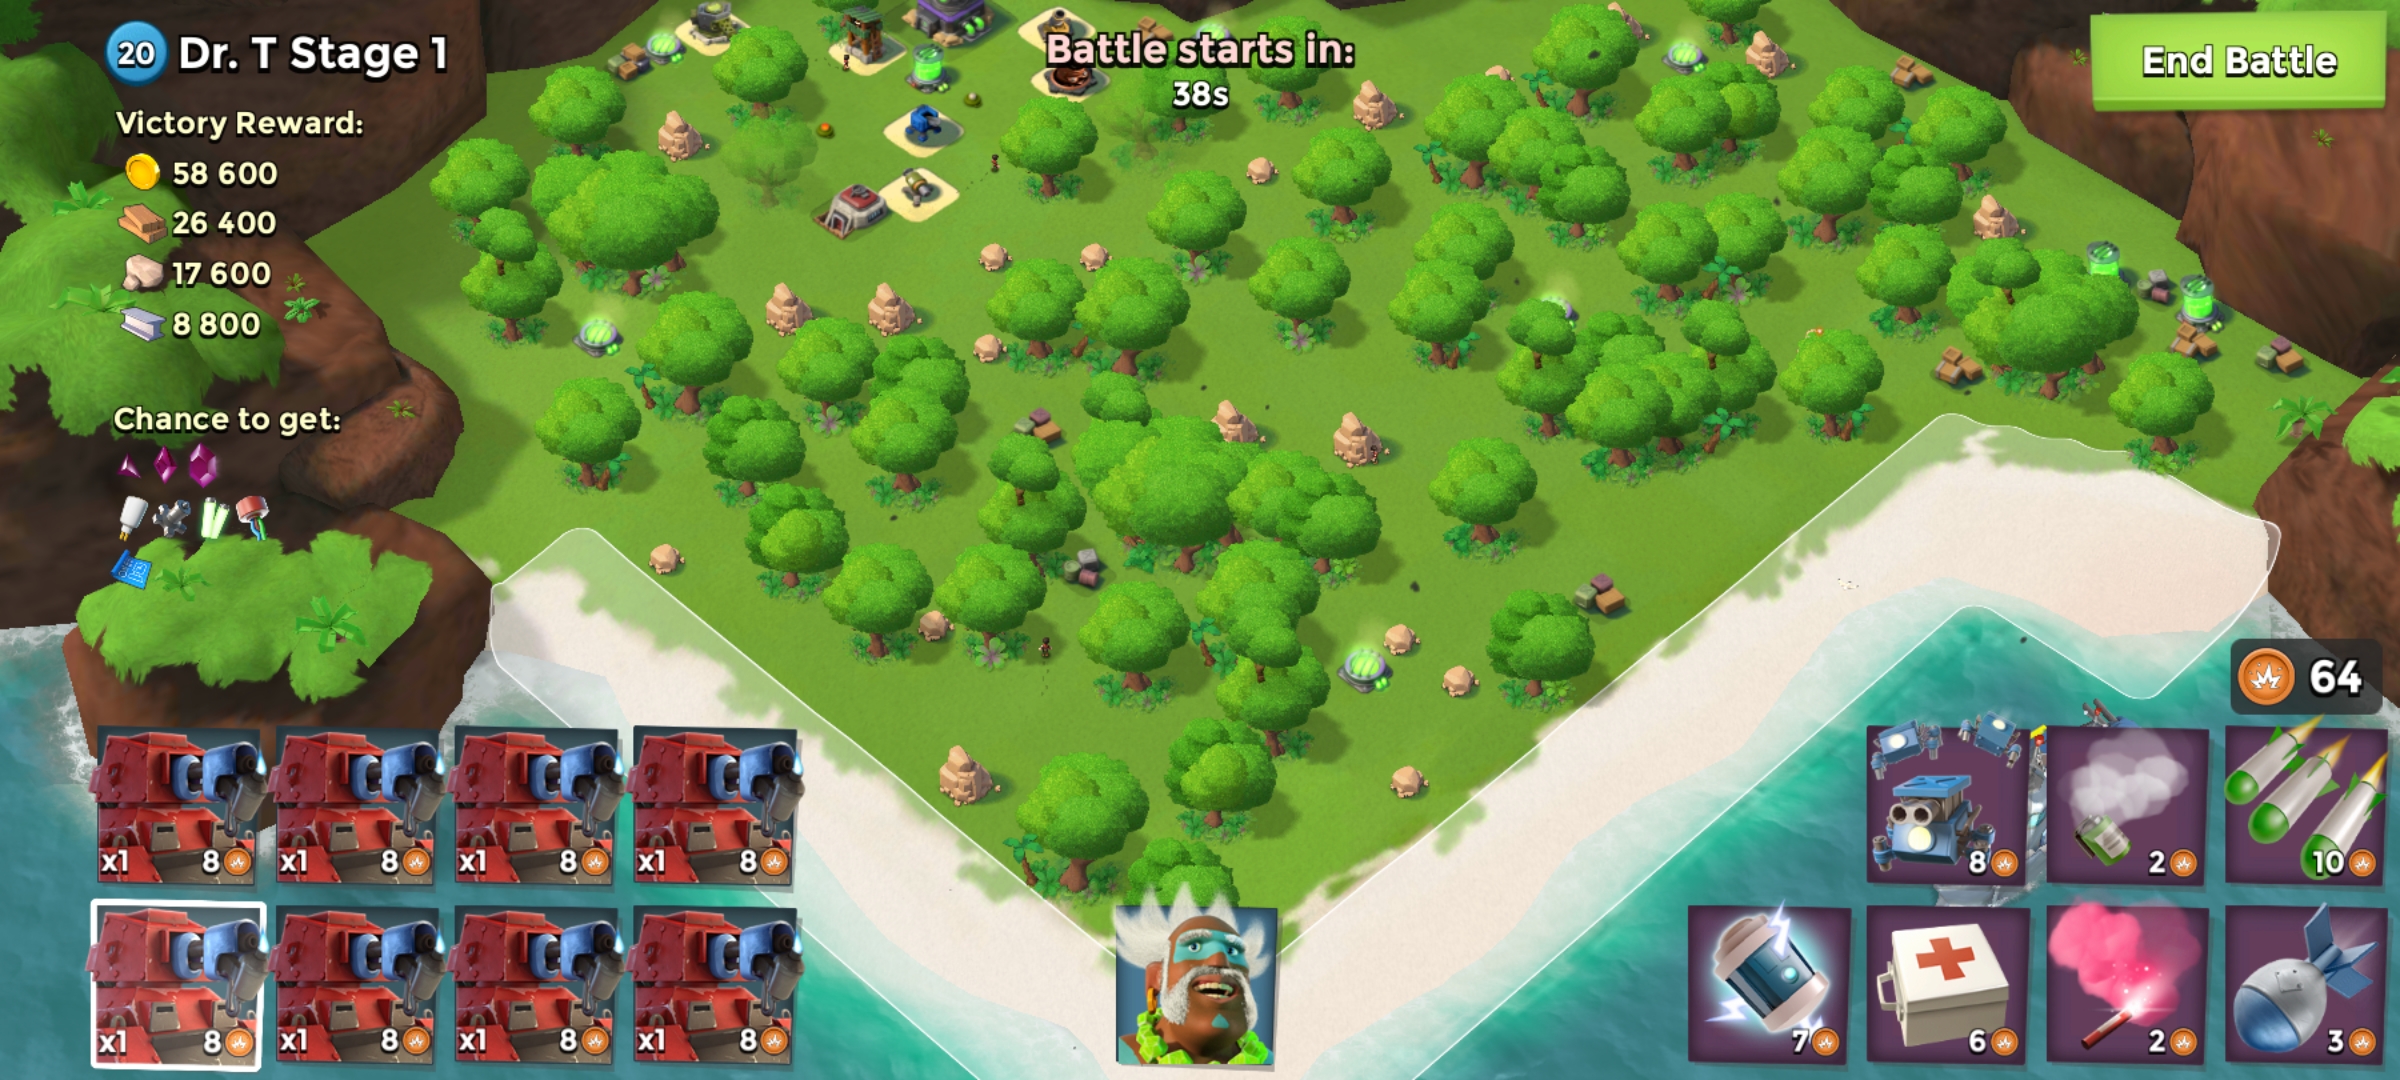 20 Dr. T Stage 1
Battle starts in:
38s
End Battle
Victory Reward:
58 600
26 400
17 600
8 800
Chance to get:
64
x1 8
x1 8
x1 8
x1 8
8
2
10
x1 8
x1 8
x1 8
x1 8
7
6
2
3